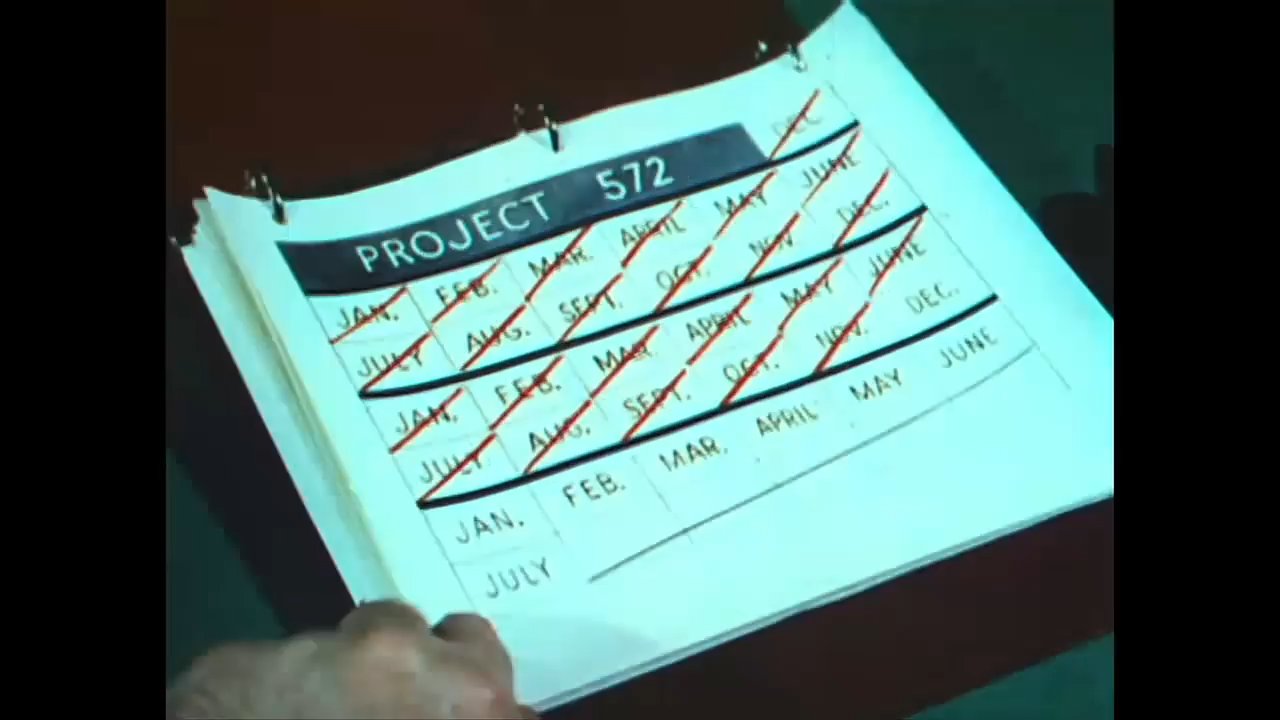 DEC.
PROJECT 572
JAN. FEB. MAR. APRIL MAY JUNE
JULY AUG. SEPT. OCT. NOV. DEC.
JAN. FEB. MAR. APRIL MAY JUNE
JULY AUG. SEPT. OCT. NOV. DEC.
JAN. FEB. MAR. APRIL MAY JUNE
JULY